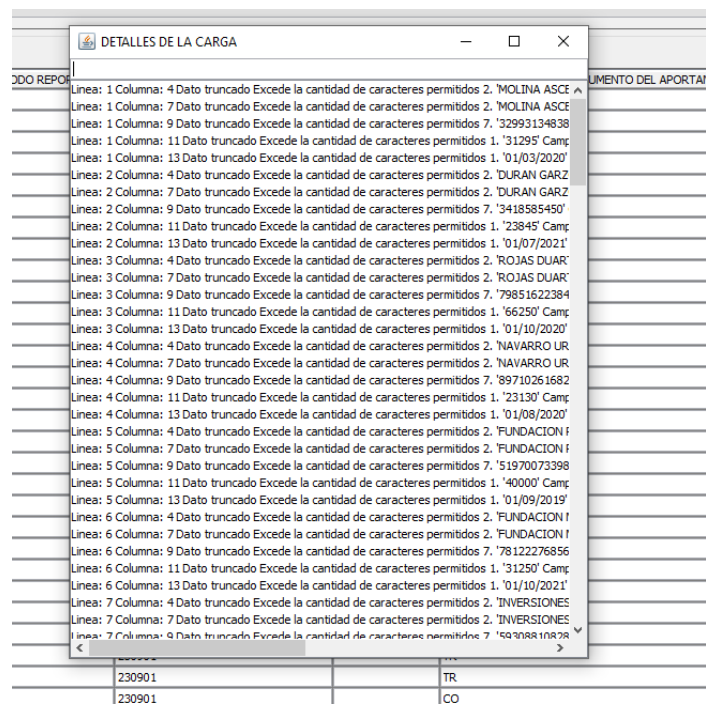 DETALLES DE LA CARGA
ODO REPOR
UMENTO DEL APORTAN
Linea: 1 Columna: 4 Dato truncado Excede la cantidad de caracteres permitidos 2. 'MOLINA ASCE
Linea: 1 Columna: 7 Dato truncado Excede la cantidad de caracteres permitidos 2. 'MOLINA ASCE
Linea: 1 Columna: 9 Dato truncado Excede la cantidad de caracteres permitidos 7. '32993134838
Linea: 1 Columna: 11 Dato truncado Excede la cantidad de caracteres permitidos 1. '31295' Camp
Linea: 1 Columna: 13 Dato truncado Excede la cantidad de caracteres permitidos 1. '01/03/2020'
Linea: 2 Columna: 4 Dato truncado Excede la cantidad de caracteres permitidos 2. 'DURAN GARZ
Linea: 2 Columna: 7 Dato truncado Excede la cantidad de caracteres permitidos 2. 'DURAN GARZ
Linea: 2 Columna: 9 Dato truncado Excede la cantidad de caracteres permitidos 7. '3418585450'
Linea: 2 Columna: 11 Dato truncado Excede la cantidad de caracteres permitidos 1. '23845' Camp
Linea: 2 Columna: 13 Dato truncado Excede la cantidad de caracteres permitidos 1. '01/07/2021'
Linea: 3 Columna: 4 Dato truncado Excede la cantidad de caracteres permitidos 2. 'ROJAS DUAR
Linea: 3 Columna: 7 Dato truncado Excede la cantidad de caracteres permitidos 2. 'ROJAS DUAR
Linea: 3 Columna: 9 Dato truncado Excede la cantidad de caracteres permitidos 7. '79851622384
Linea: 3 Columna: 11 Dato truncado Excede la cantidad de caracteres permitidos 1. '66250' Camp
Linea: 3 Columna: 13 Dato truncado Excede la cantidad de caracteres permitidos 1. '01/10/2020'
Linea: 4 Columna: 4 Dato truncado Excede la cantidad de caracteres permitidos 2. 'NAVARRO UR
Linea: 4 Columna: 7 Dato truncado Excede la cantidad de caracteres permitidos 2. 'NAVARRO UR
Linea: 4 Columna: 9 Dato truncado Excede la cantidad de caracteres permitidos 7. '89710261682
Linea: 4 Columna: 11 Dato truncado Excede la cantidad de caracteres permitidos 1. '23130' Camp
Linea: 4 Columna: 13 Dato truncado Excede la cantidad de caracteres permitidos 1. '01/08/2020'
Linea: 5 Columna: 4 Dato truncado Excede la cantidad de caracteres permitidos 2. 'FUNDACION
Linea: 5 Columna: 7 Dato truncado Excede la cantidad de caracteres permitidos 2. 'FUNDACION
Linea: 5 Columna: 9 Dato truncado Excede la cantidad de caracteres permitidos 7. '51970073398
Linea: 5 Columna: 11 Dato truncado Excede la cantidad de caracteres permitidos 1. '40000' Camp
Linea: 5 Columna: 13 Dato truncado Excede la cantidad de caracteres permitidos 1. '01/09/2019'
Linea: 6 Columna: 4 Dato truncado Excede la cantidad de caracteres permitidos 2. 'FUNDACION
Linea: 6 Columna: 7 Dato truncado Excede la cantidad de caracteres permitidos 2. 'FUNDACION
Linea: 6 Columna: 9 Dato truncado Excede la cantidad de caracteres permitidos 7. '78122276856
Linea: 6 Columna: 11 Dato truncado Excede la cantidad de caracteres permitidos 1. '31250' Camp
Linea: 6 Columna: 13 Dato truncado Excede la cantidad de caracteres permitidos 1. '01/10/2021'
Linea: 7 Columna: 4 Dato truncado Excede la cantidad de caracteres permitidos 2. 'INVERSIONES
Linea: 7 Columna: 7 Dato truncado Excede la cantidad de caracteres permitidos 2. 'INVERSIONES
Linea: 7 Columna: 9 Dato truncado Excede la cantidad de caracteres permitidos 7. '59308810828
230901 TR
230901 CO